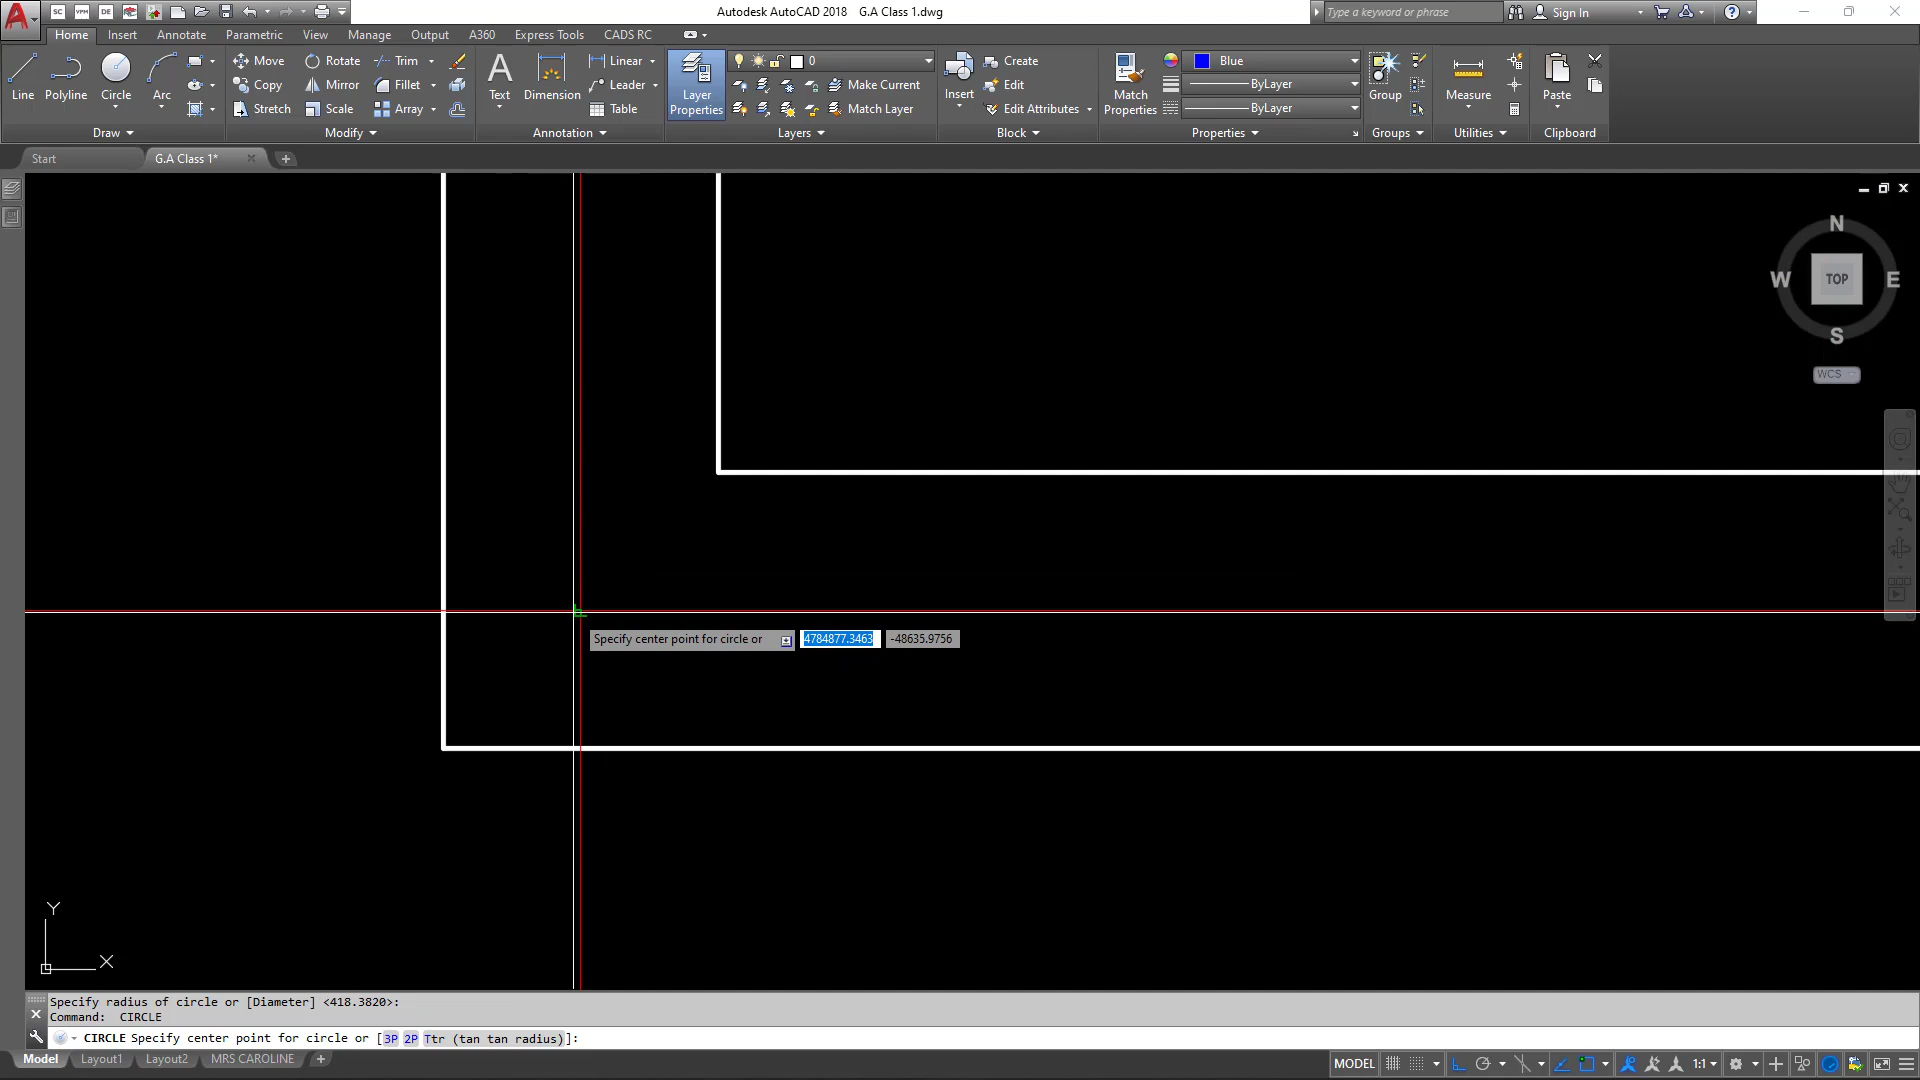 SC VPM DE Autodesk AutoCAD 2018 G.A Class 1.dwg Type a keyword or phrase Sign In ?
Home Insert Annotate Parametric View Manage Output A360 Express Tools CADS RC
Line Polyline Circle Arc
Draw
Move Rotate Trim
Copy Mirror Fillet
Stretch Scale Array
Modify
Text Dimension Linear
Leader
Table
Annotation
Layer Properties 0
Make Current
Match Layer
Layers
Insert Create
Edit
Edit Attributes
Block
Match Properties Blue
ByLayer
ByLayer
Properties
Group
Groups
Measure
Utilities
Paste
Clipboard
Start G.A Class 1*
N
W TOP E
S
WCS
Specify center point for circle or 4784877.3463 -48635.9756
Y
X
Specify radius of circle or [Diameter] <418.3820>:
Command: CIRCLE
CIRCLE Specify center point for circle or [3P 2P Ttr (tan tan radius)]:
Model Layout1 Layout2 MRS CAROLINE
MODEL 1:1